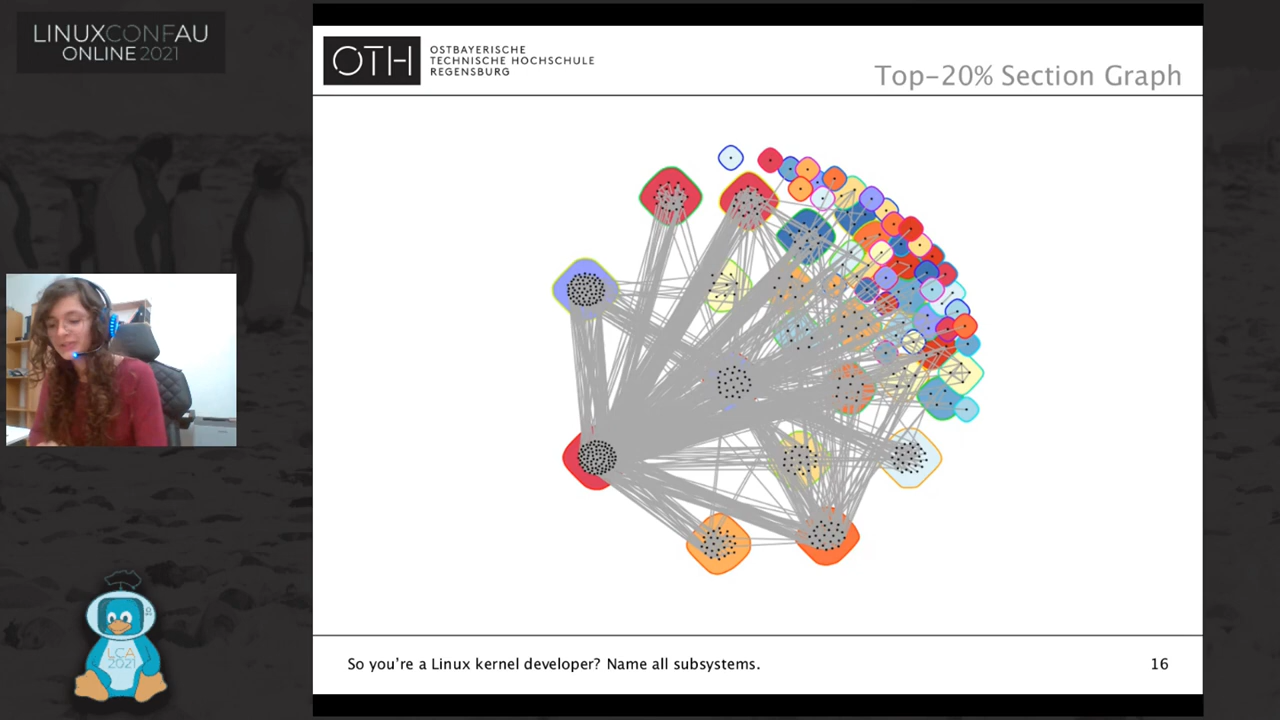 LINUXCONFAU
ONLINE 2021
OTH
OSTBAYERISCHE
TECHNISCHE HOCHSCHULE
REGENSBURG
Top-20% Section Graph
LCA
2021
So you're a Linux kernel developer? Name all subsystems.
16